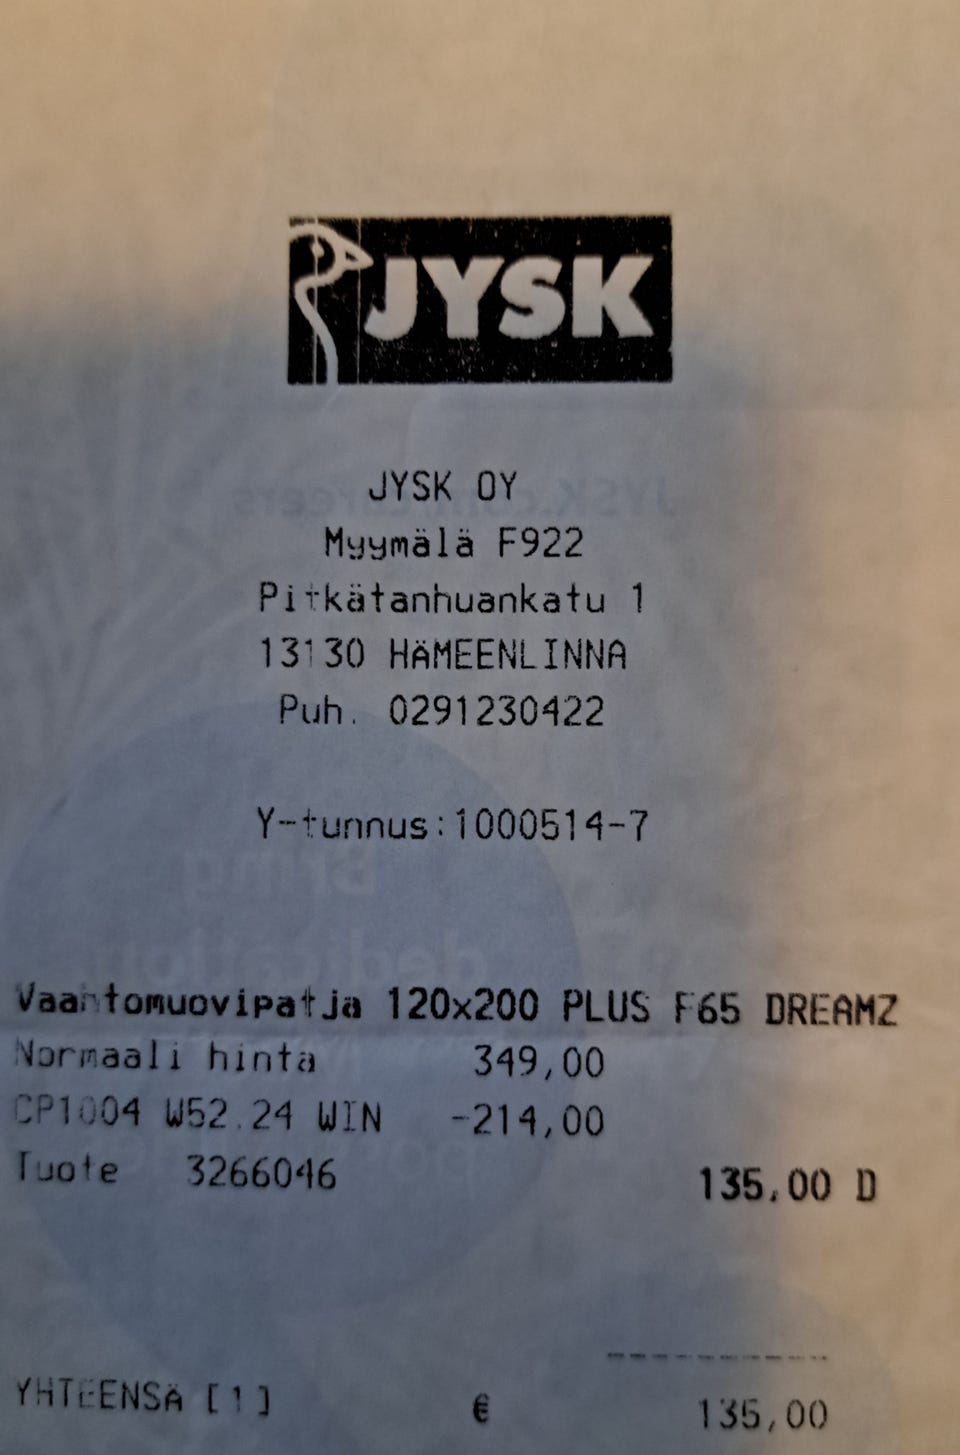 JYSK
JYSK OY
Myymälä F922
Pitkätanhuankatu 1
13130 HÄMEENLINNA
Puh. 0291230422
Y-tunnus:1000514-7
Vaahtomuovipatja 120x200 PLUS F65 DREAMZ
Normaali hinta 349,00
CP1004 W52.24 WIN -214,00
Tuote 3266046 135,00 D
YHTEENSÄ [1] € 135,00